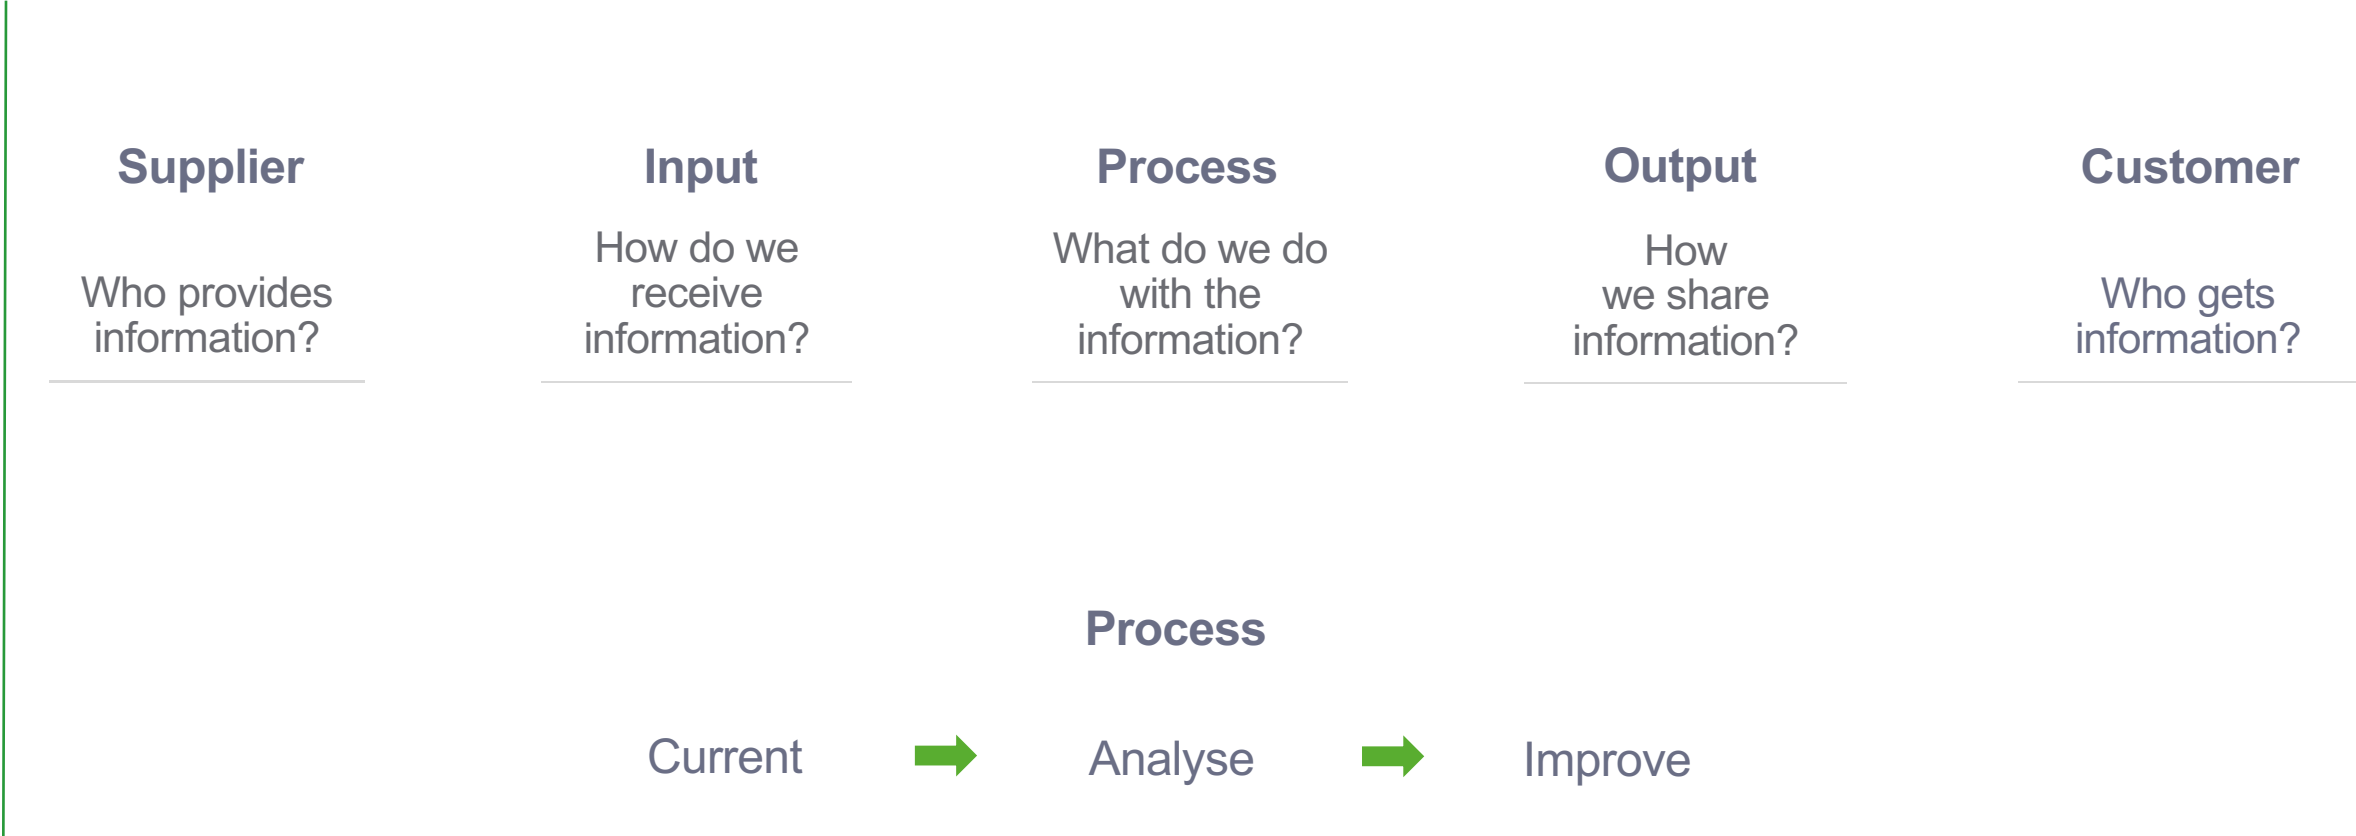 Supplier
Who provides
information?
Input
How do we
receive
information?
Process
What do we do
with the
information?
Output
How
we share
information?
Customer
Who gets
information?
Process
Current
Analyse
Improve